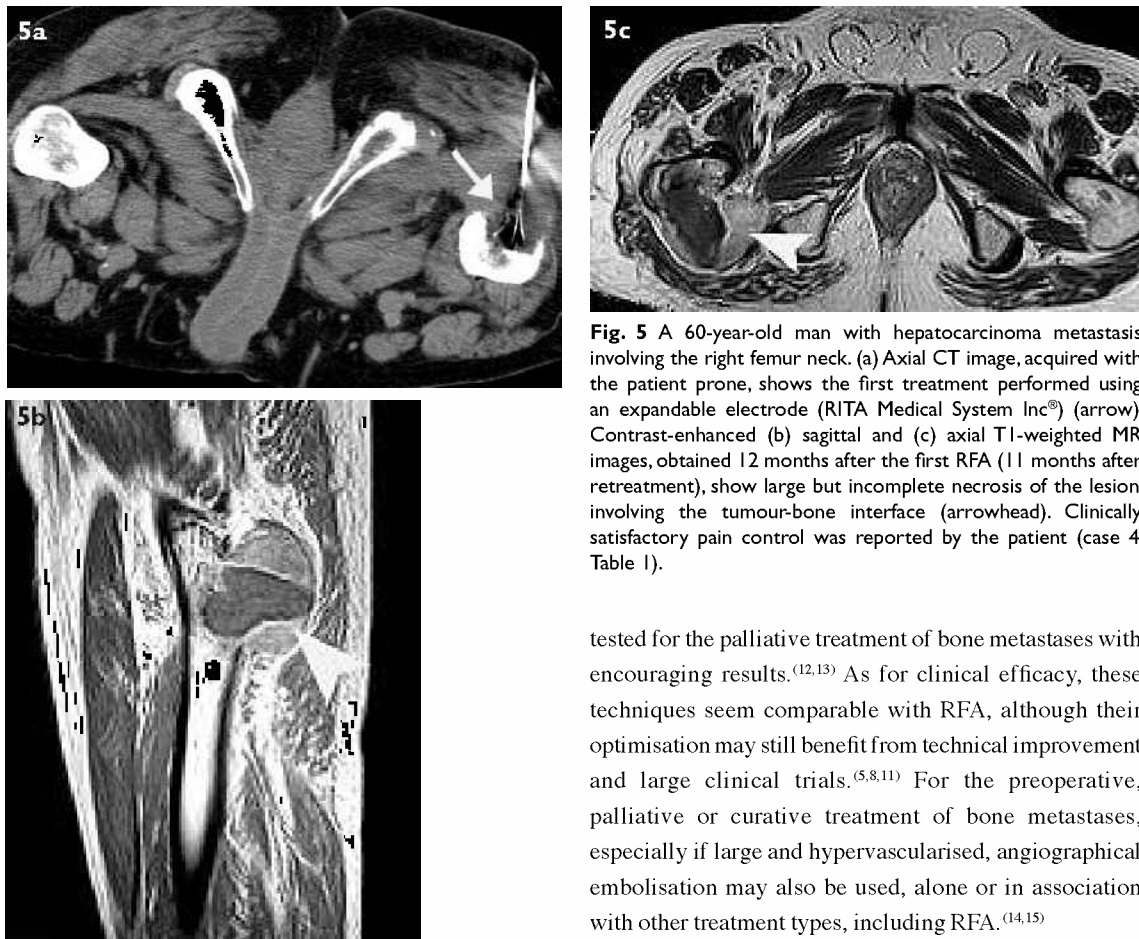 5a
5b
5c
Fig. 5 A 60-year-old man with hepatocarcinoma metastasis
involving the right femur neck. (a) Axial CT image, acquired with
the patient prone, shows the first treatment performed using
an expandable electrode (RITA Medical System Inc®) (arrow)
Contrast-enhanced (b) sagittal and (c) axial T1-weighted MR
images, obtained 12 months after the first RFA (11 months after
retreatment), show large but incomplete necrosis of the lesion
involving the tumour-bone interface (arrowhead). Clinically
satisfactory pain control was reported by the patient (case 4
Table 1).
tested for the palliative treatment of bone metastases with
encouraging results.(12,13) As for clinical efficacy, these
techniques seem comparable with RFA, although their
optimisation may still benefit from technical improvement
and large clinical trials.(5,8,11) For the preoperative,
palliative or curative treatment of bone metastases,
especially if large and hypervascularised, angiographical
embolisation may also be used, alone or in association
with other treatment types, including RFA.(14,15)